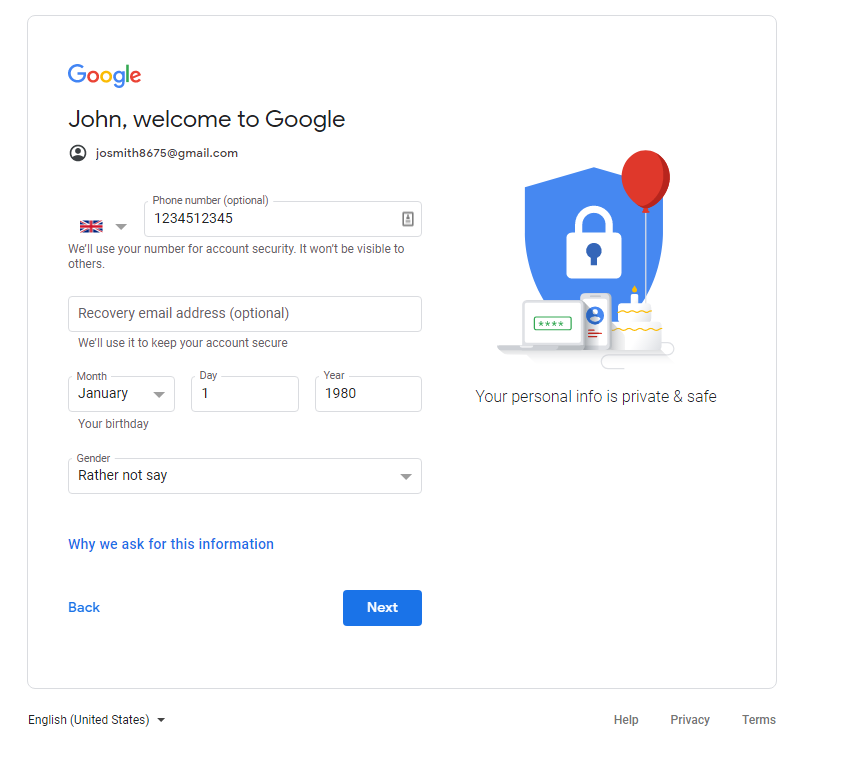 Google
John, welcome to Google
josmith8675@gmail.com
Phone number (optional)
1234512345
We'll use your number for account security. It won't be visible to
others.
Recovery email address (optional)
We'll use it to keep your account secure
Month
January
Day
1
Year
1980
Your birthday
Gender
Rather not say
Why we ask for this information
Back
Next
****
Your personal info is private & safe
English (United States)
Help
Privacy
Terms